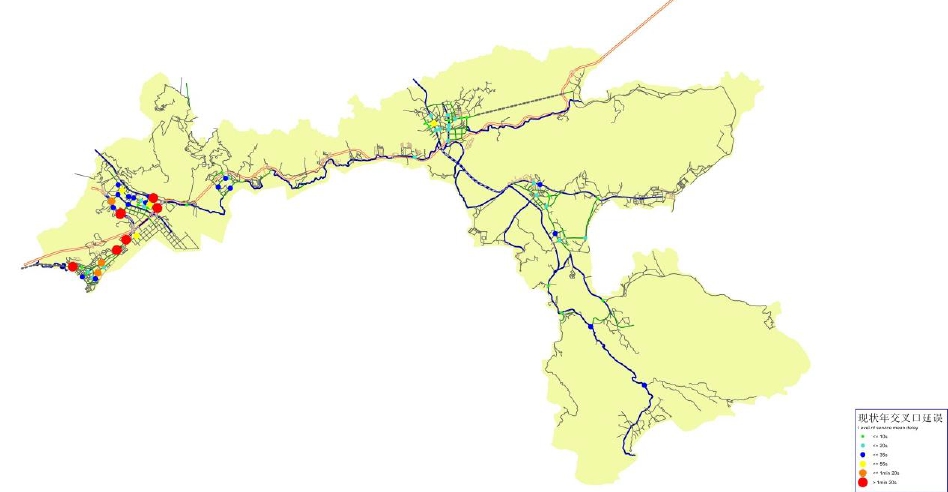 现状年交叉口延误
Level of service mean delay
<= 10s
<= 20s
<= 35s
<= 55s
<= 1min 20s
> 1min 20s